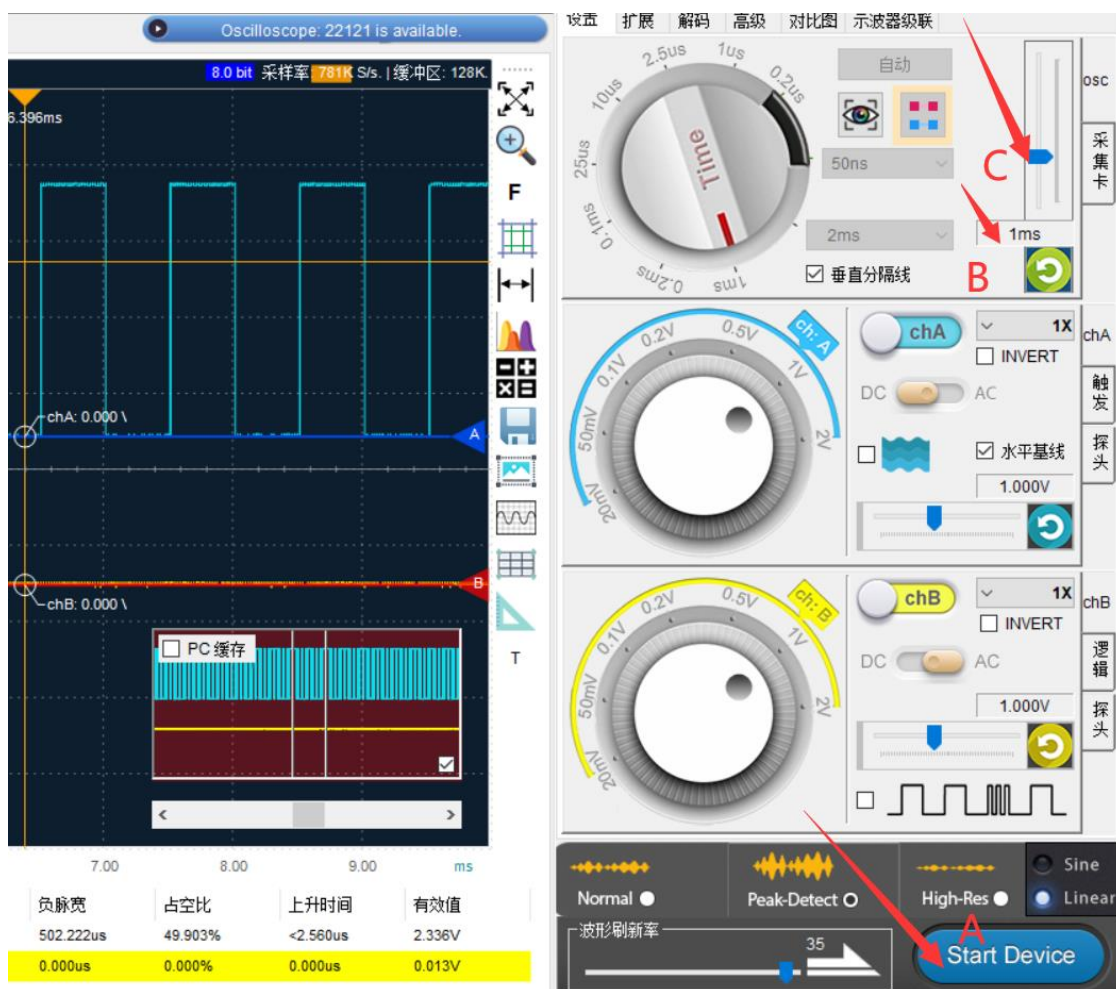 Oscilloscope: 22121 is available.
8.0 bit 采样率: 781K S/s. | 缓冲区: 128K.
6.396ms
F
chA: 0.000 \
A
B
chB: 0.000 \
PC 缓存
T
7.00 8.00 9.00 ms
负脉宽 占空比 上升时间 有效值
502.222us 49.903% <2.560us 2.336V
0.000us 0.000% 0.000us 0.013V
设置 扩展 解码 高级 对比图 示波器级联
2.5us 1us 0.2us
10us
25us
0.1ms
0.2ms
1ms
Time
自动
50ns
2ms
垂直分隔线
C
1ms
B
osc
采集卡
20mV 50mV 0.1V 0.2V 0.5V 1V 2V
ch: A
chA
1X
INVERT
DC AC
水平基线
1.000V
chA
触发
探头
20mV 50mV 0.1V 0.2V 0.5V 1V 2V
ch: B
chB
1X
INVERT
DC AC
1.000V
chB
逻辑
探头
Normal
Peak-Detect
High-Res
Sine
Linear
波形刷新率
35
A
Start Device